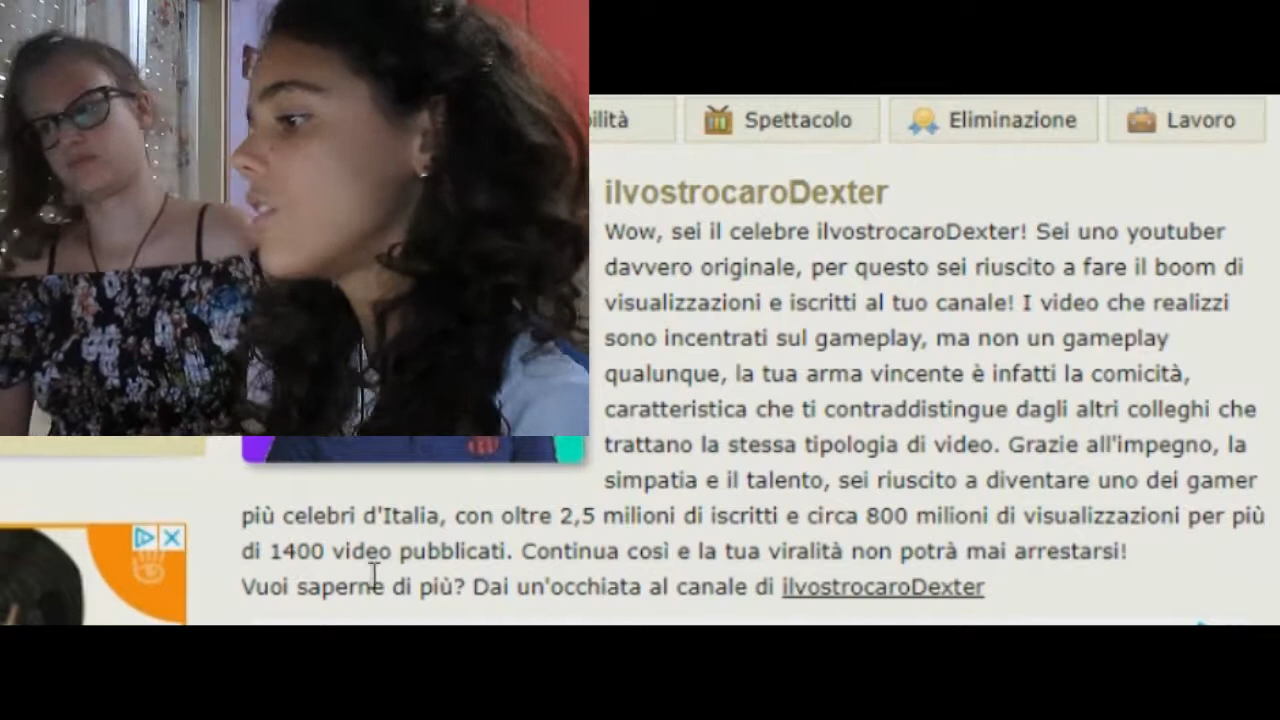 ilità
Spettacolo
Eliminazione
Lavoro
ilvostrocaroDexter
Wow, sei il celebre ilvostrocaroDexter! Sei uno youtuber
davvero originale, per questo sei riuscito a fare il boom di
visualizzazioni e iscritti al tuo canale! I video che realizzi
sono incentrati sul gameplay, ma non un gameplay
qualunque, la tua arma vincente è infatti la comicità,
caratteristica che ti contraddistingue dagli altri colleghi che
trattano la stessa tipologia di video. Grazie all'impegno, la
simpatia e il talento, sei riuscito a diventare uno dei gamer
più celebri d'Italia, con oltre 2,5 milioni di iscritti e circa 800 milioni di visualizzazioni per più
di 1400 video pubblicati. Continua così e la tua viralità non potrà mai arrestarsi!
Vuoi saperne di più? Dai un'occhiata al canale di ilvostrocaroDexter